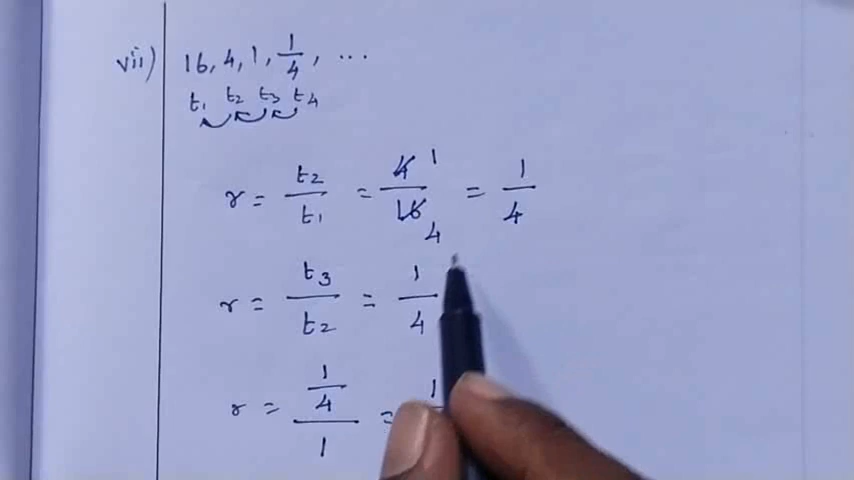 vii) 16, 4, 1, 1/4, ...
t1 t2 t3 t4
r = t2/t1 = 4/16 1 4 = 1/4
r = t3/t2 = 1/4
r = 1/4/1 = 1